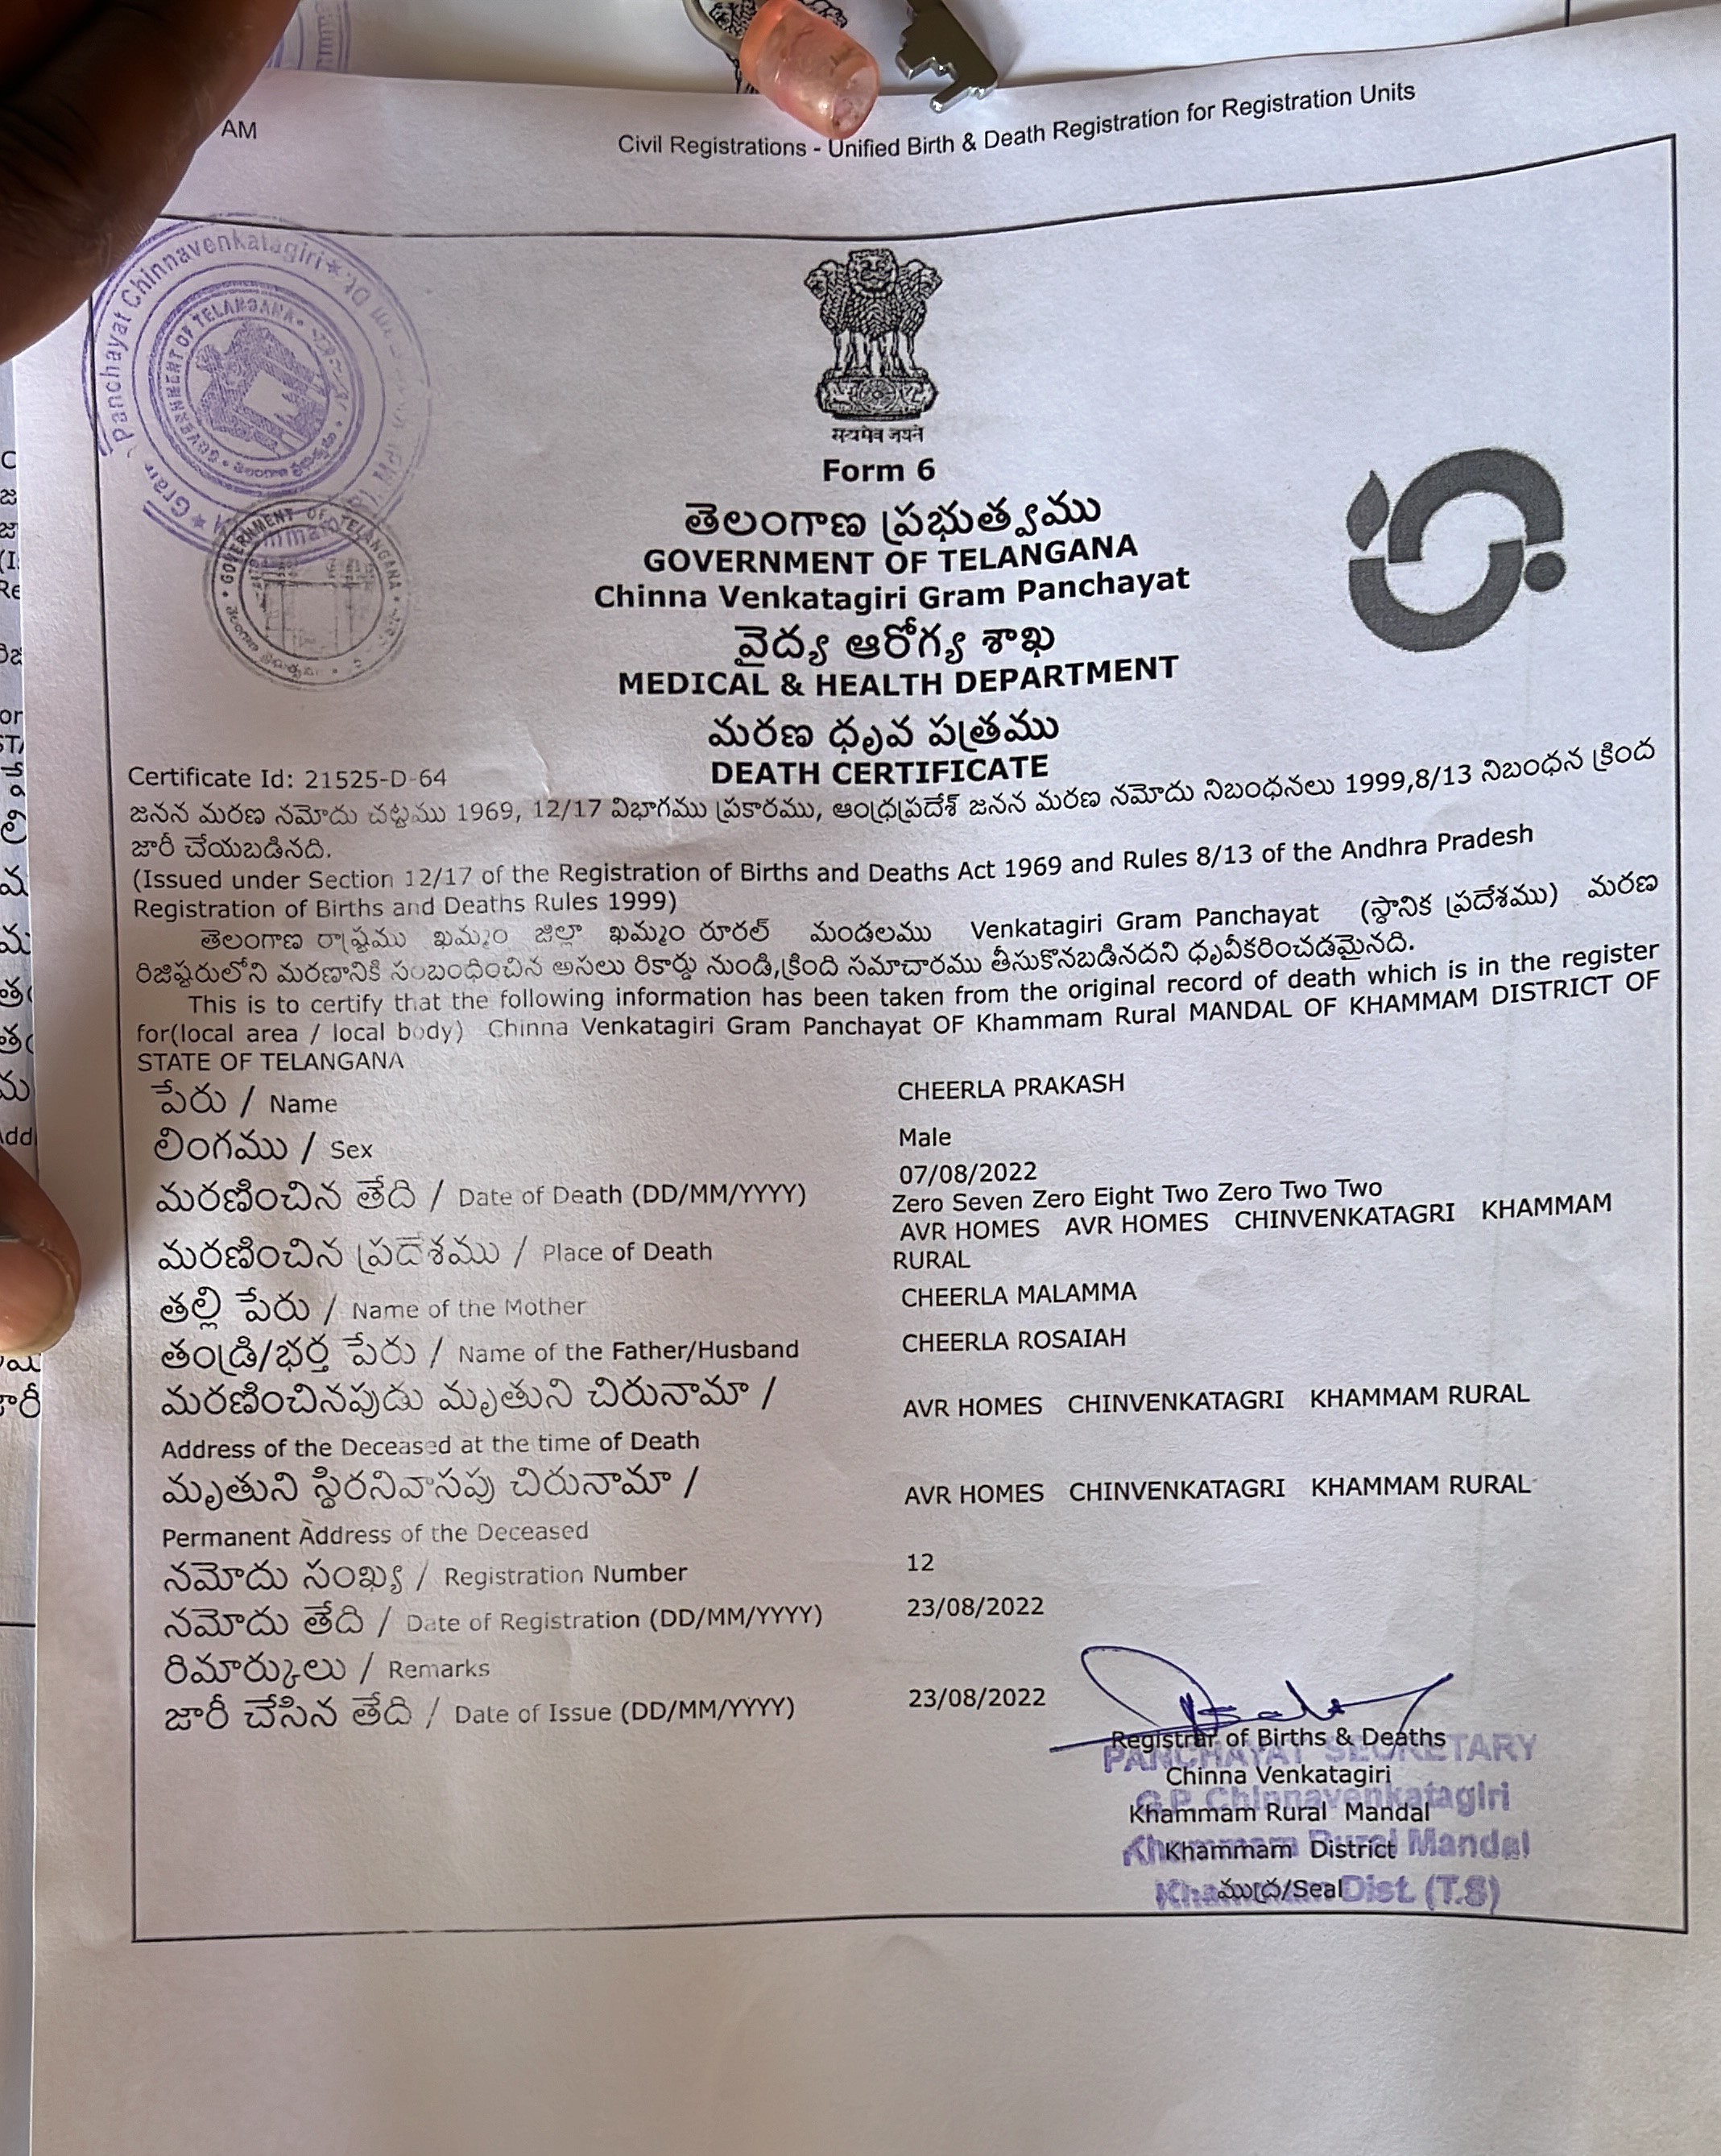 AM
Civil Registrations - Unified Birth & Death Registration for Registration Units
Panchayat Chinnavenkatagiri
GOVERNMENT OF TELANGANA
सत्यमेव जयते
Form 6
తెలంగాణ ప్రభుత్వము
GOVERNMENT OF TELANGANA
Chinna Venkatagiri Gram Panchayat
GOVERNMENT OF TELANGANA
వైద్య ఆరోగ్య శాఖ
MEDICAL & HEALTH DEPARTMENT
మరణ ధృవ పత్రము
DEATH CERTIFICATE
Certificate Id: 21525-D-64
జనన మరణ నమోదు చట్టము 1969, 12/17 విభాగము ప్రకారము, ఆంధ్రప్రదేశ్ జనన మరణ నమోదు నిబంధనలు 1999,8/13 నిబంధన క్రింద
జారీ చేయబడినది.
(Issued under Section 12/17 of the Registration of Births and Deaths Act 1969 and Rules 8/13 of the Andhra Pradesh
Registration of Births and Deaths Rules 1999)
తెలంగాణ రాష్ట్రము ఖమ్మం జిల్లా ఖమ్మం రూరల్ మండలము Venkatagiri Gram Panchayat (స్థానిక ప్రదేశము) మరణ
రిజిష్టరులోని మరణానికి సంబంధించిన అసలు రికార్డు నుండి,క్రింది సమాచారము తీసుకొనబడినదని ధృవీకరించడమైనది.
This is to certify that the following information has been taken from the original record of death which is in the register
for(local area / local body) Chinna Venkatagiri Gram Panchayat OF Khammam Rural MANDAL OF KHAMMAM DISTRICT OF
STATE OF TELANGANA
పేరు / Name CHEERLA PRAKASH
లింగము / Sex Male
మరణించిన తేది / Date of Death (DD/MM/YYYY) 07/08/2022
Zero Seven Zero Eight Two Zero Two Two
మరణించిన ప్రదేశము / Place of Death AVR HOMES AVR HOMES CHINVENKATAGRI KHAMMAM
RURAL
తల్లి పేరు / Name of the Mother CHEERLA MALAMMA
తండ్రి/భర్త పేరు / Name of the Father/Husband CHEERLA ROSAIAH
మరణించినపుడు మృతుని చిరునామా / AVR HOMES CHINVENKATAGRI KHAMMAM RURAL
Address of the Deceased at the time of Death
మృతుని స్థిరనివాసపు చిరునామా / AVR HOMES CHINVENKATAGRI KHAMMAM RURAL
Permanent Address of the Deceased
నమోదు సంఖ్య / Registration Number 12
నమోదు తేది / Date of Registration (DD/MM/YYYY) 23/08/2022
రిమార్కులు / Remarks
జారీ చేసిన తేది / Date of Issue (DD/MM/YYYY) 23/08/2022
Registrar of Births & Deaths
PANCHAYAT SECRETARY
Chinna Venkatagiri
G.P. Chinnavenkatagiri
Khammam Rural Mandal
Khammam Rural Mandal
Khammam District
ముద్ర/Seal
Khammam Dist. (T.S)